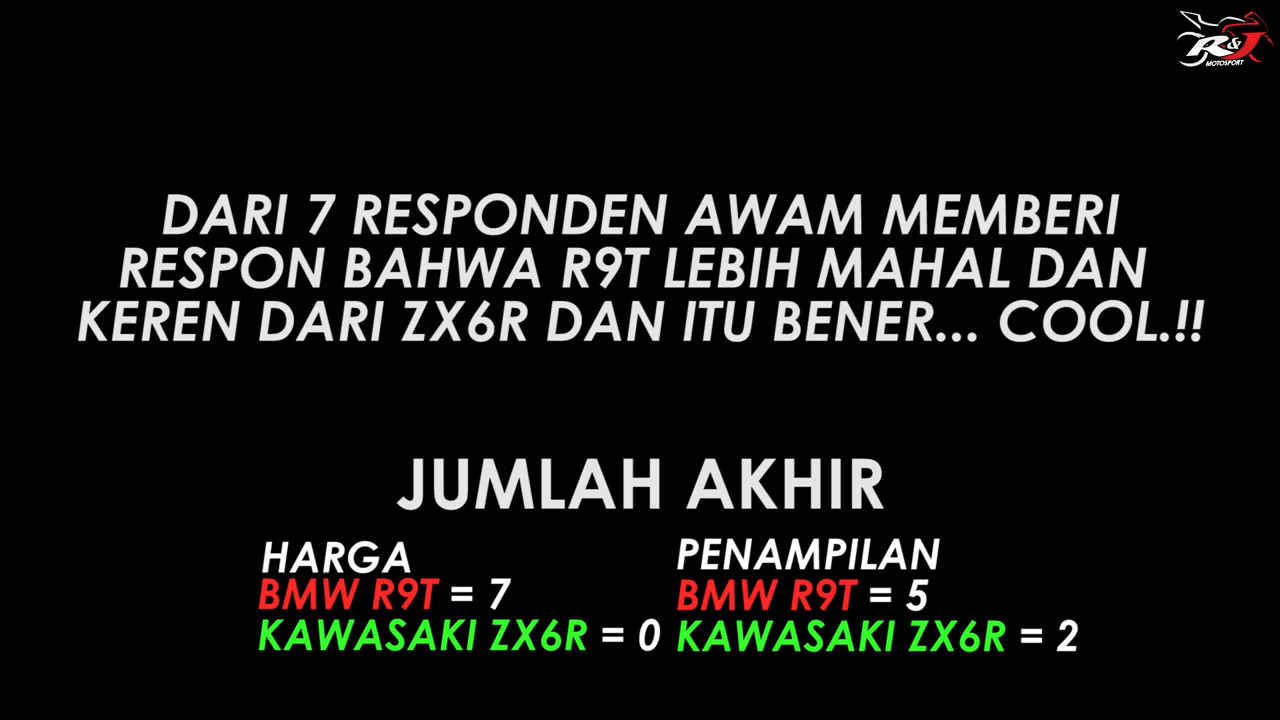 R&J
MOTOSPORT
DARI 7 RESPONDEN AWAM MEMBERI
RESPON BAHWA R9T LEBIH MAHAL DAN
KEREN DARI ZX6R DAN ITU BENER... COOL.!!
JUMLAH AKHIR
HARGA
BMW R9T = 7
KAWASAKI ZX6R = 0
PENAMPILAN
BMW R9T = 5
KAWASAKI ZX6R = 2